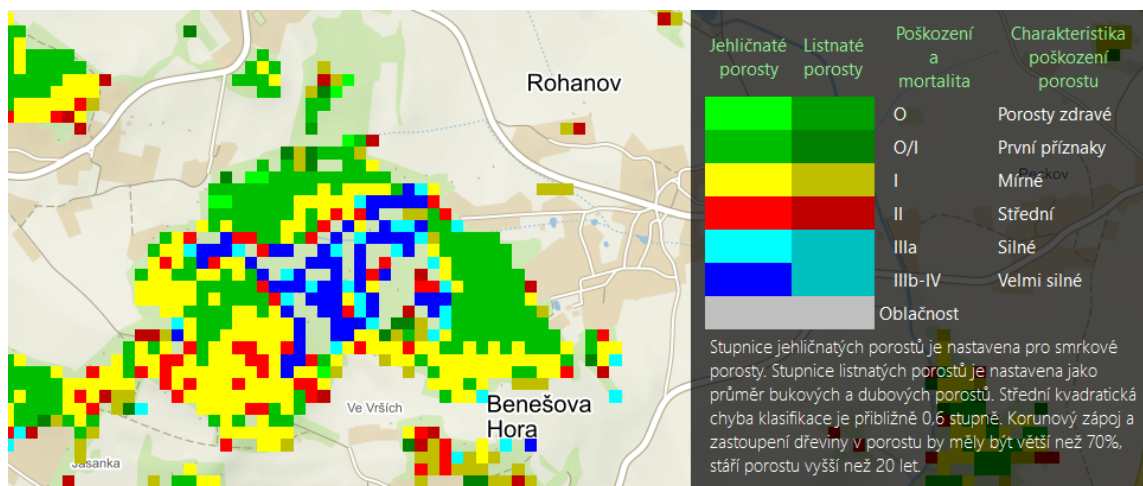 Rohanov
Ve Vrších
Benešova
Hora
Jasanka
Jehličnaté
porosty
Listnaté
porosty
Poškození
a
mortalita
Charakteristika
poškození
porostu
O
Porosty zdravé
O/I
První příznaky
I
Mírné
II
Střední
IIIa
Silné
IIIb-IV
Velmi silné
Oblačnost
Stupnice jehličnatých porostů je nastavena pro smrkové
porosty. Stupnice listnatých porostů je nastavena jako
průměr bukových a dubových porostů. Střední kvadratická
chyba klasifikace je přibližně 0,6 stupně. Korunový zápoj a
zastoupení dřeviny v porostu by měly být větší než 70%,
stáří porostu vyšší než 20 let.